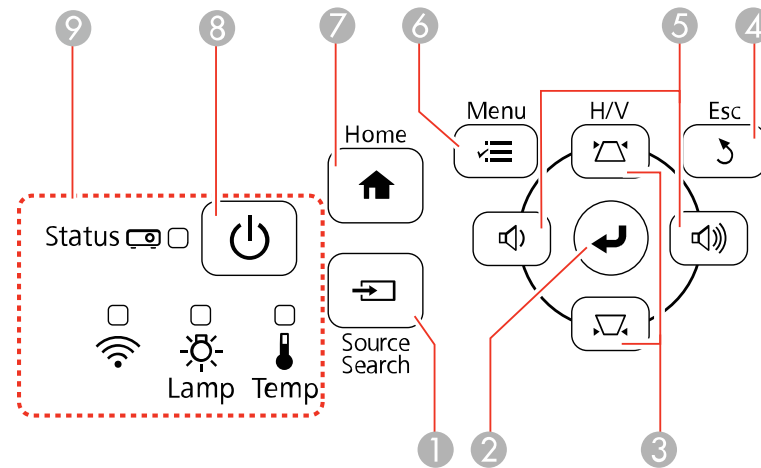 9 8 7 6 5 4
Menu H/V Esc
Home
Status
Source
Search
Lamp Temp
1 2 3